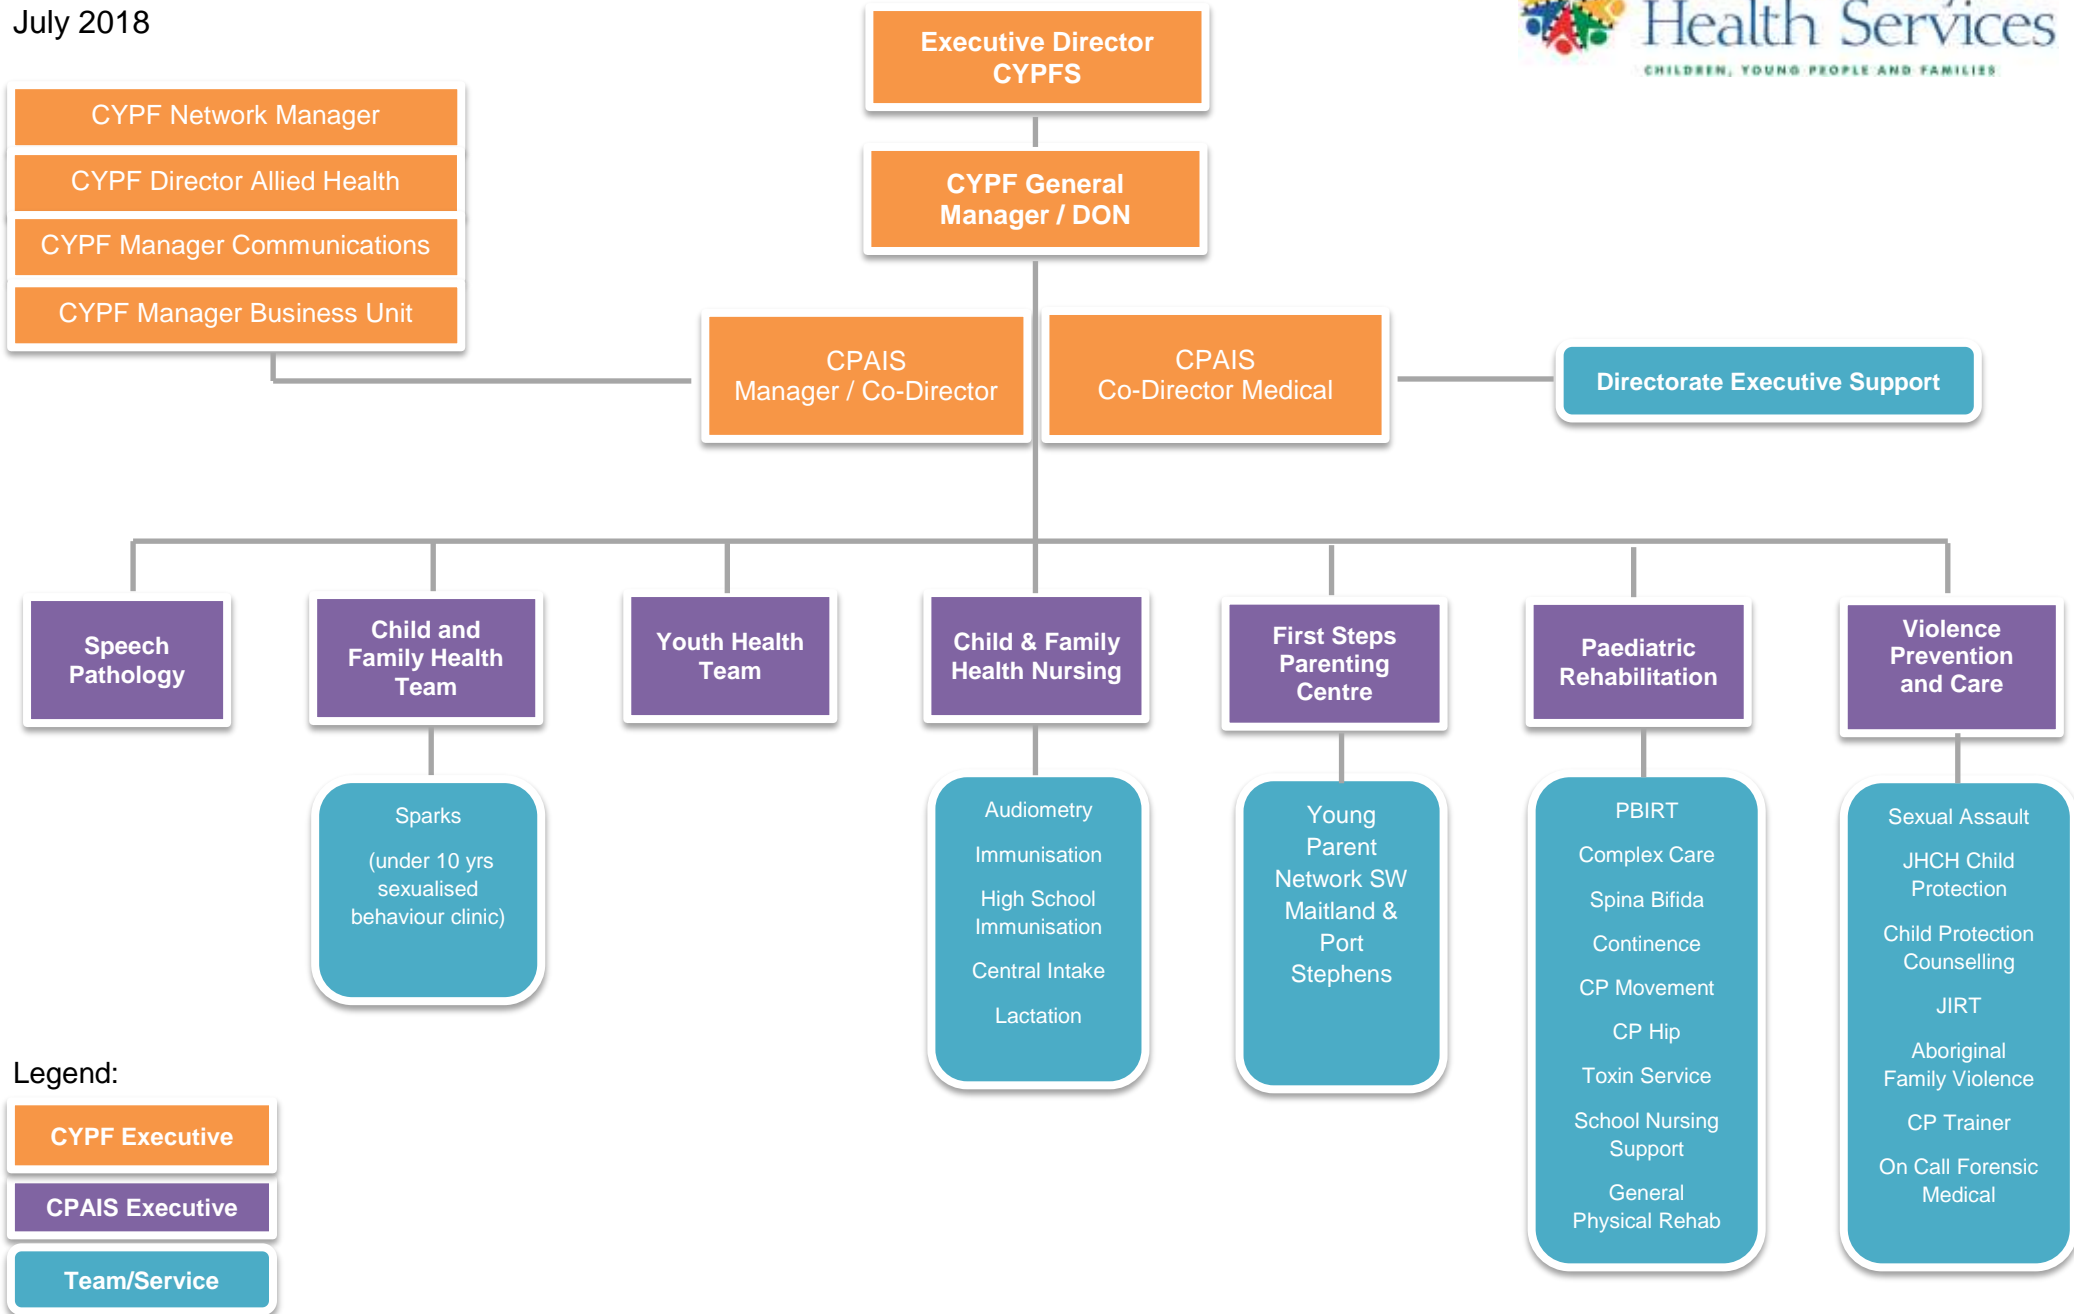 July 2018
Health Services
CHILDREN, YOUNG PEOPLE AND FAMILIES
Executive Director
CYPFS
CYPF Network Manager
CYPF Director Allied Health
CYPF Manager Communications
CYPF Manager Business Unit
CYPF General
Manager / DON
CPAIS
Manager / Co-Director
CPAIS
Co-Director Medical
Directorate Executive Support
Speech
Pathology
Child and
Family Health
Team
Youth Health
Team
Child & Family
Health Nursing
First Steps
Parenting
Centre
Paediatric
Rehabilitation
Violence
Prevention
and Care
Sparks
(under 10 yrs
sexualised
behaviour clinic)
Audiometry
Immunisation
High School
Immunisation
Central Intake
Lactation
Young
Parent
Network SW
Maitland &
Port
Stephens
PBIRT
Complex Care
Spina Bifida
Continence
CP Movement
CP Hip
Toxin Service
School Nursing
Support
General
Physical Rehab
Sexual Assault
JHCH Child
Protection
Child Protection
Counselling
JIRT
Aboriginal
Family Violence
CP Trainer
On Call Forensic
Medical
Legend:
CYPF Executive
CPAIS Executive
Team/Service